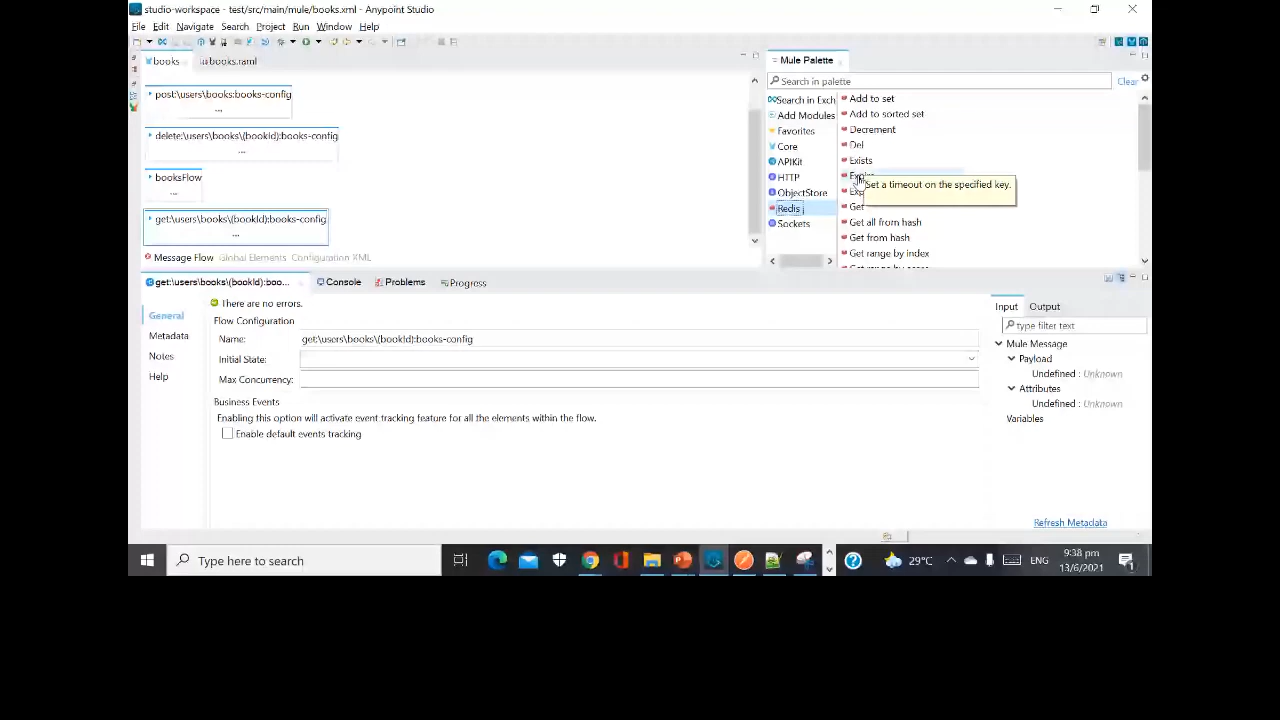 studio-workspace - test/src/main/mule/books.xml - Anypoint Studio
File Edit Navigate Search Project Run Window Help
books books.raml
post:\users\books:books-config
...
delete:\users\books\(bookId):books-config
...
booksFlow
...
get:\users\books\(bookId):books-config
...
Message Flow Global Elements Configuration XML
Mule Palette
Search in palette Clear
Search in Exch
Add Modules
Favorites
Core
APIKit
HTTP
ObjectStore
Redis
Sockets
Add to set
Add to sorted set
Decrement
Del
Exists
Set a timeout on the specified key.
Get
Get all from hash
Get from hash
Get range by index
get:\users\books\(bookId):boo... Console Problems Progress
There are no errors.
General
Metadata
Notes
Help
Flow Configuration
Name: get:\users\books\(bookId):books-config
Initial State:
Max Concurrency:
Business Events
Enabling this option will activate event tracking feature for all the elements within the flow.
Enable default events tracking
Input Output
type filter text
Mule Message
Payload
Undefined : Unknown
Attributes
Undefined : Unknown
Variables
Refresh Metadata
Type here to search
29°C ENG 9:38 pm
13/6/2021
1